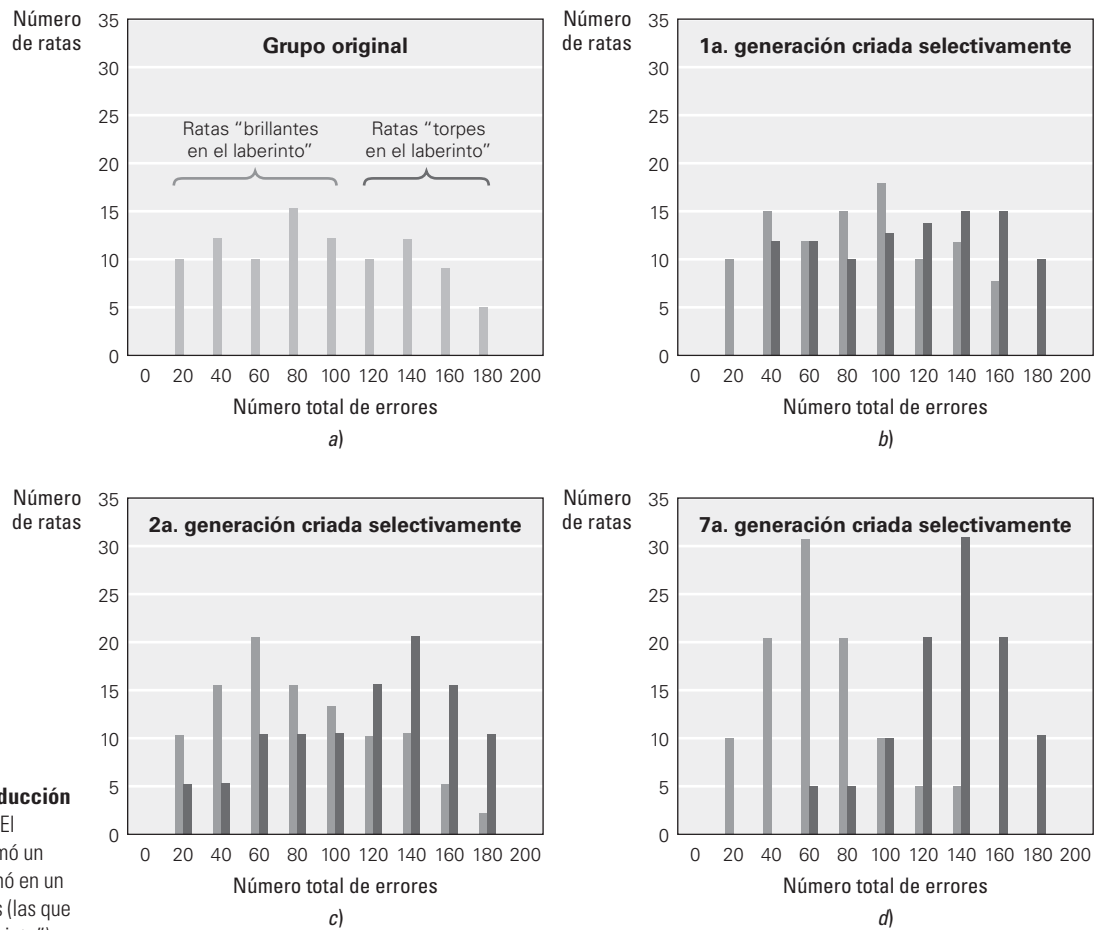 Número
de ratas
35
30
25
20
15
10
5
0
Grupo original
Ratas “brillantes
en el laberinto”
Ratas “torpes
en el laberinto”
0 20 40 60 80 100 120 140 160 180 200
Número total de errores
a)
Número
de ratas
35
30
25
20
15
10
5
0
1a. generación criada selectivamente
0 20 40 60 80 100 120 140 160 180 200
Número total de errores
b)
Número
de ratas
35
30
25
20
15
10
5
0
2a. generación criada selectivamente
0 20 40 60 80 100 120 140 160 180 200
Número total de errores
c)
Número
de ratas
35
30
25
20
15
10
5
0
7a. generación criada selectivamente
0 20 40 60 80 100 120 140 160 180 200
Número total de errores
d)
ducción
El
mó un
nó en un
s (las que